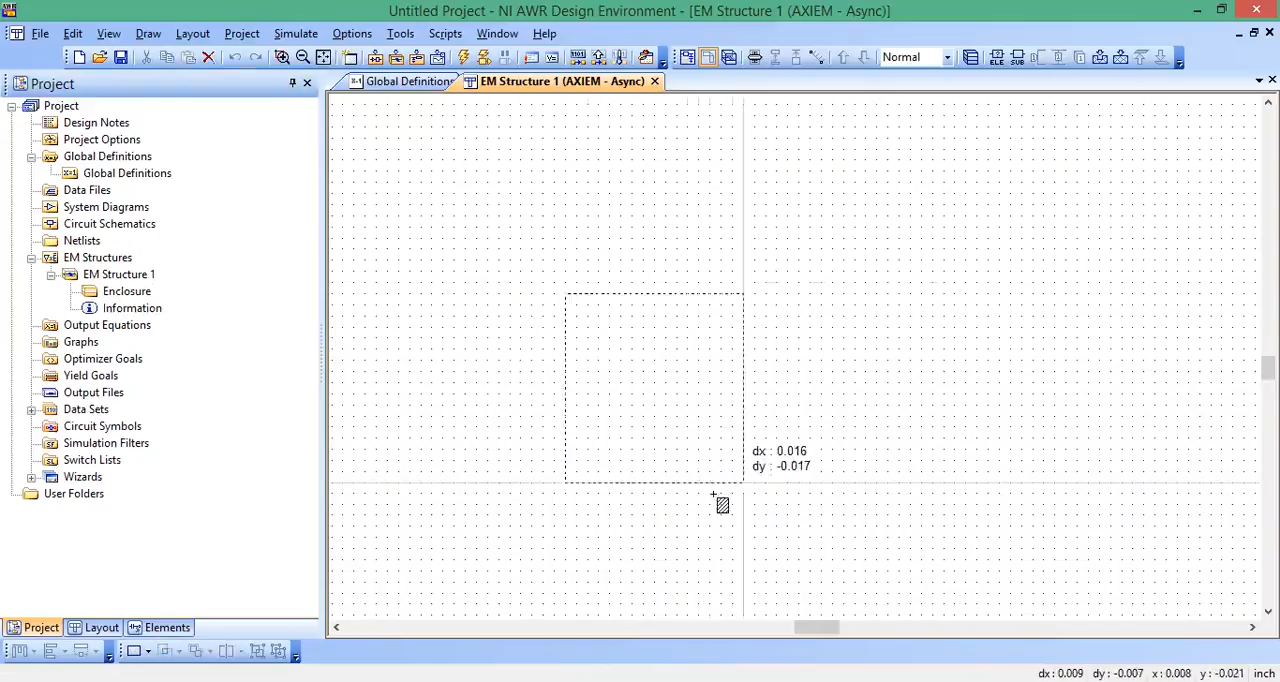 Untitled Project - NI AWR Design Environment - [EM Structure 1 (AXIEM - Async)]
File Edit View Draw Layout Project Simulate Options Tools Scripts Window Help
Normal
Project
Global Definitions
EM Structure 1 (AXIEM - Async)
Project
Design Notes
Project Options
Global Definitions
Global Definitions
Data Files
System Diagrams
Circuit Schematics
Netlists
EM Structures
EM Structure 1
Enclosure
Information
Output Equations
Graphs
Optimizer Goals
Yield Goals
Output Files
Data Sets
Circuit Symbols
Simulation Filters
Switch Lists
Wizards
User Folders
dx : 0.016
dy : -0.017
Project Layout Elements
dx: 0.009 dy: -0.007 x: 0.008 y: -0.021 inch